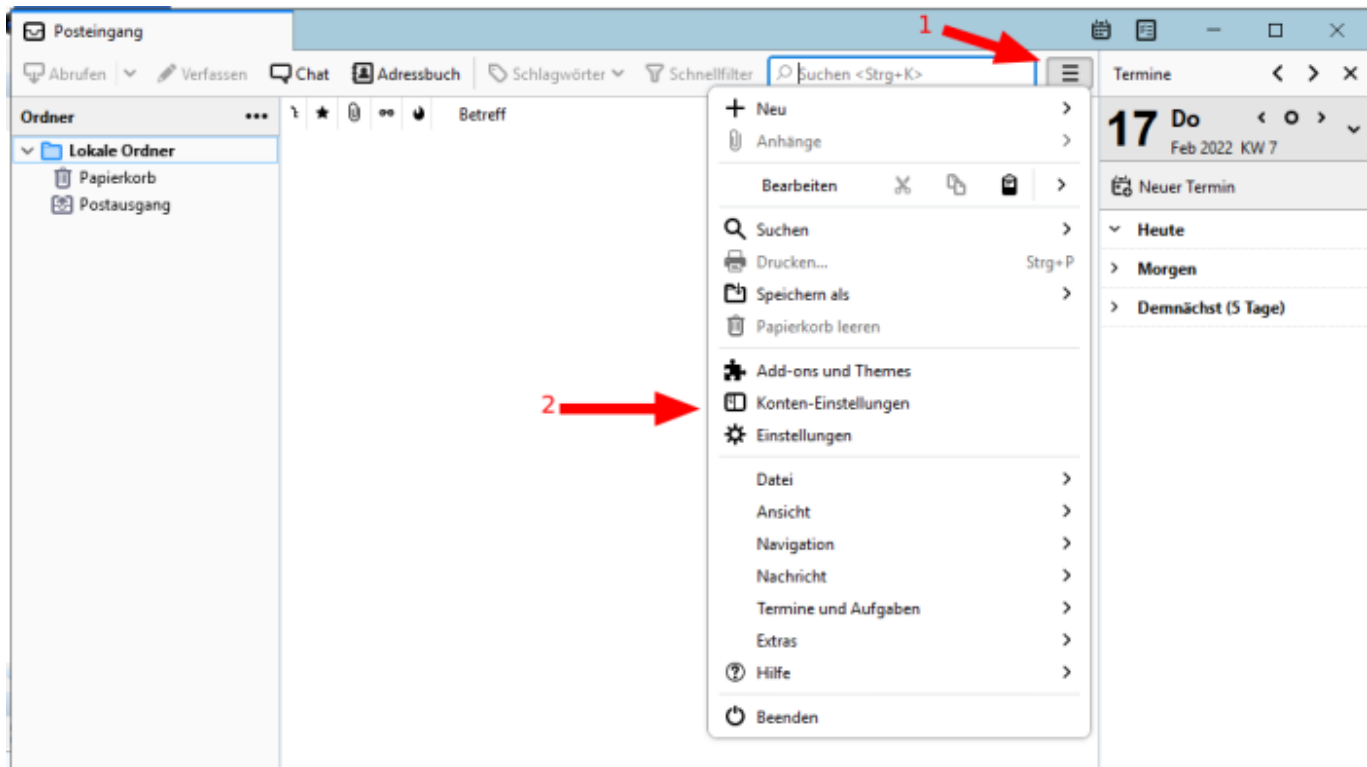 Posteingang
1
Abrufen Verfassen Chat Adressbuch Schlagwörter Schnellfilter Suchen <Strg+K>
Termine
Ordner
Betreff
Lokale Ordner
Papierkorb
Postausgang
Neu
Anhänge
Bearbeiten
Suchen
Drucken... Strg+P
Speichern als
Papierkorb leeren
Add-ons und Themes
2
Konten-Einstellungen
Einstellungen
Datei
Ansicht
Navigation
Nachricht
Termine und Aufgaben
Extras
Hilfe
Beenden
17 Do
Feb 2022 KW 7
Neuer Termin
Heute
Morgen
Demnächst (5 Tage)